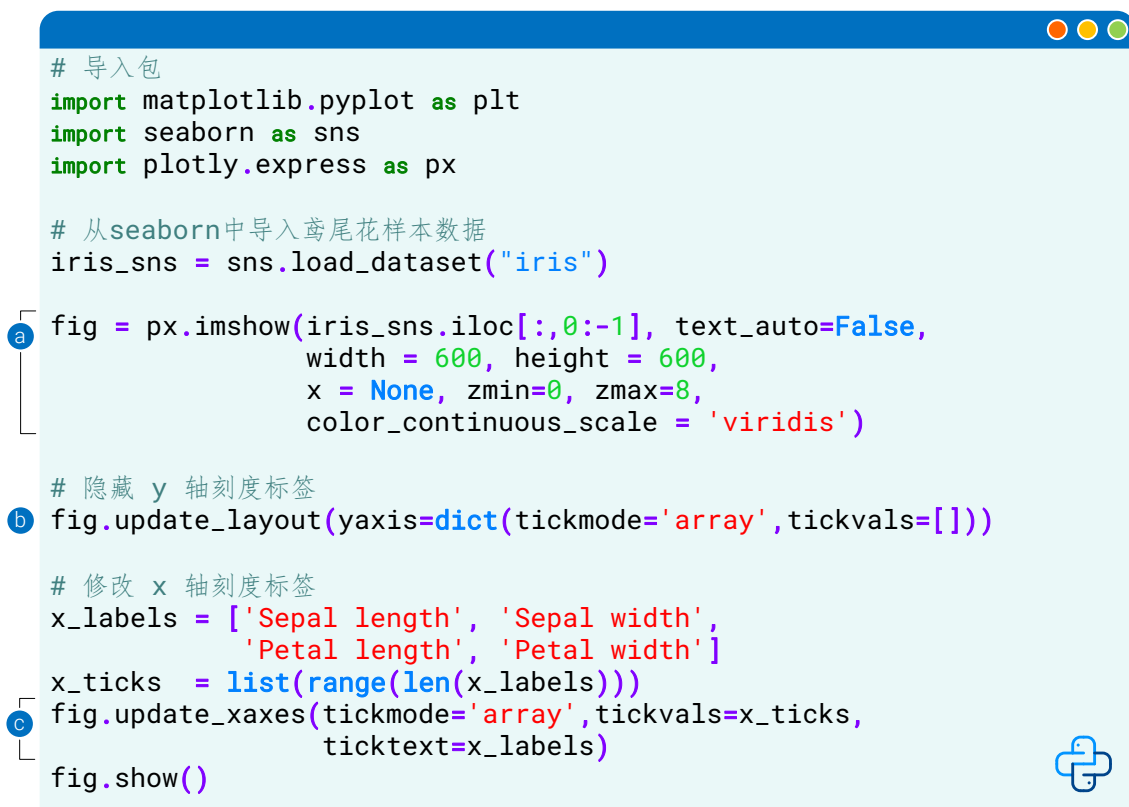 # 导入包
import matplotlib.pyplot as plt
import seaborn as sns
import plotly.express as px
# 从seaborn中导入鸢尾花样本数据
iris_sns = sns.load_dataset("iris")
a fig = px.imshow(iris_sns.iloc[:,0:-1], text_auto=False,
width = 600, height = 600,
x = None, zmin=0, zmax=8,
color_continuous_scale = 'viridis')
# 隐藏 y 轴刻度标签
b fig.update_layout(yaxis=dict(tickmode='array',tickvals=[]))
# 修改 x 轴刻度标签
x_labels = ['Sepal length', 'Sepal width',
'Petal length', 'Petal width']
x_ticks = list(range(len(x_labels)))
c fig.update_xaxes(tickmode='array',tickvals=x_ticks,
ticktext=x_labels)
fig.show()